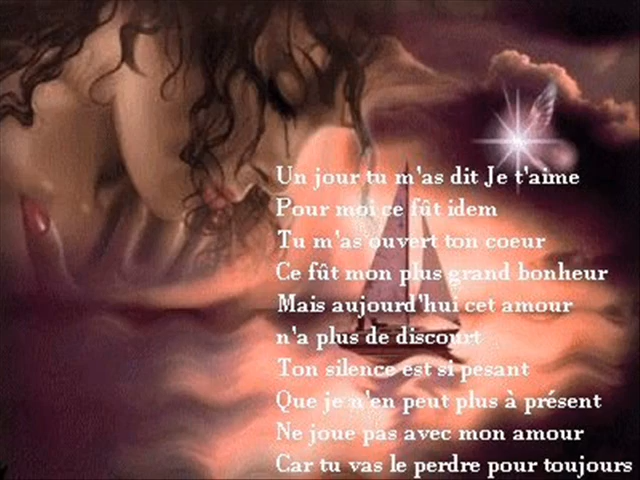 Un jour tu m'as dit Je t'aime
Pour moi ce fût idem
Tu m'as ouvert ton coeur
Ce fût mon plus grand bonheur
Mais aujourd'hui cet amour
n'a plus de discourt
Ton silence est si pesant
Que je n'en peut plus à présent
Ne joue pas avec mon amour
Car tu vas le perdre pour toujours